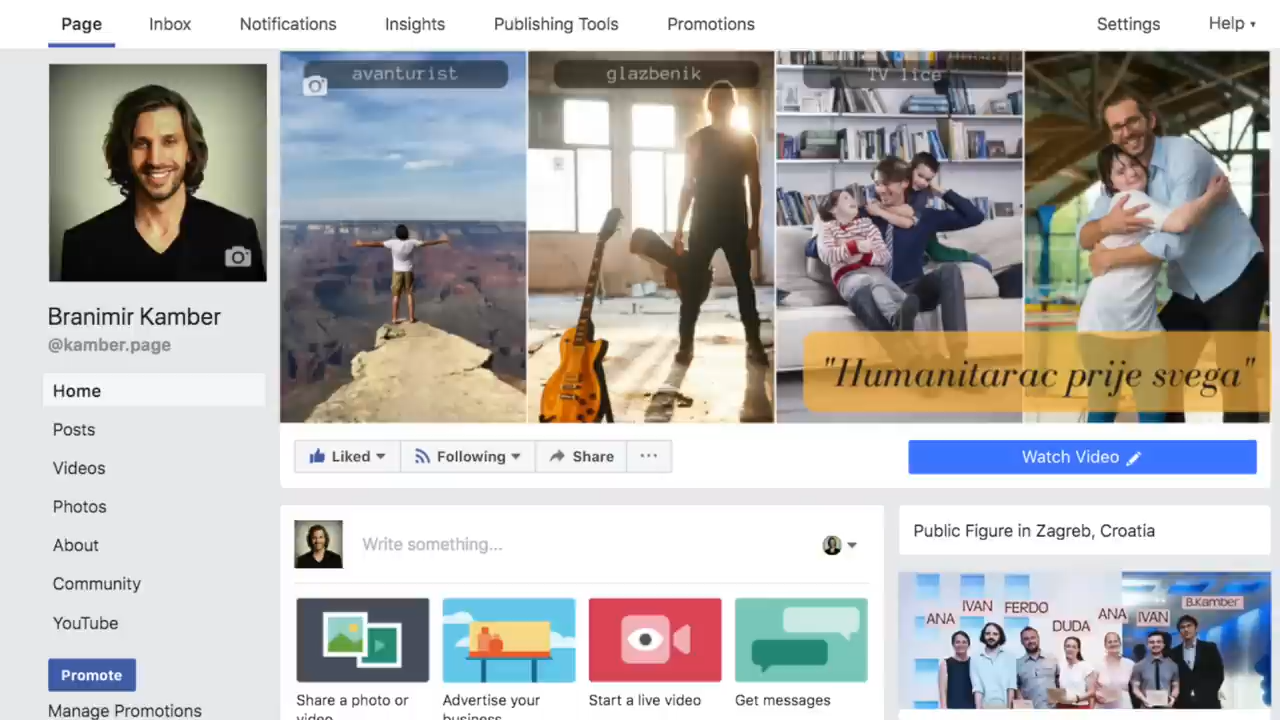 Page Inbox Notifications Insights Publishing Tools Promotions Settings Help
avanturist glazbenik TV lice
"Humanitarac prije svega"
Branimir Kamber
@kamber.page
Home
Posts
Videos
Photos
About
Community
YouTube
Promote
Manage Promotions
Liked Following Share ...
Watch Video
Write something...
Share a photo or
video
Advertise your
business
Start a live video
Get messages
Public Figure in Zagreb, Croatia
ANA IVAN FERDO DUDA ANA IVAN B.Kamber